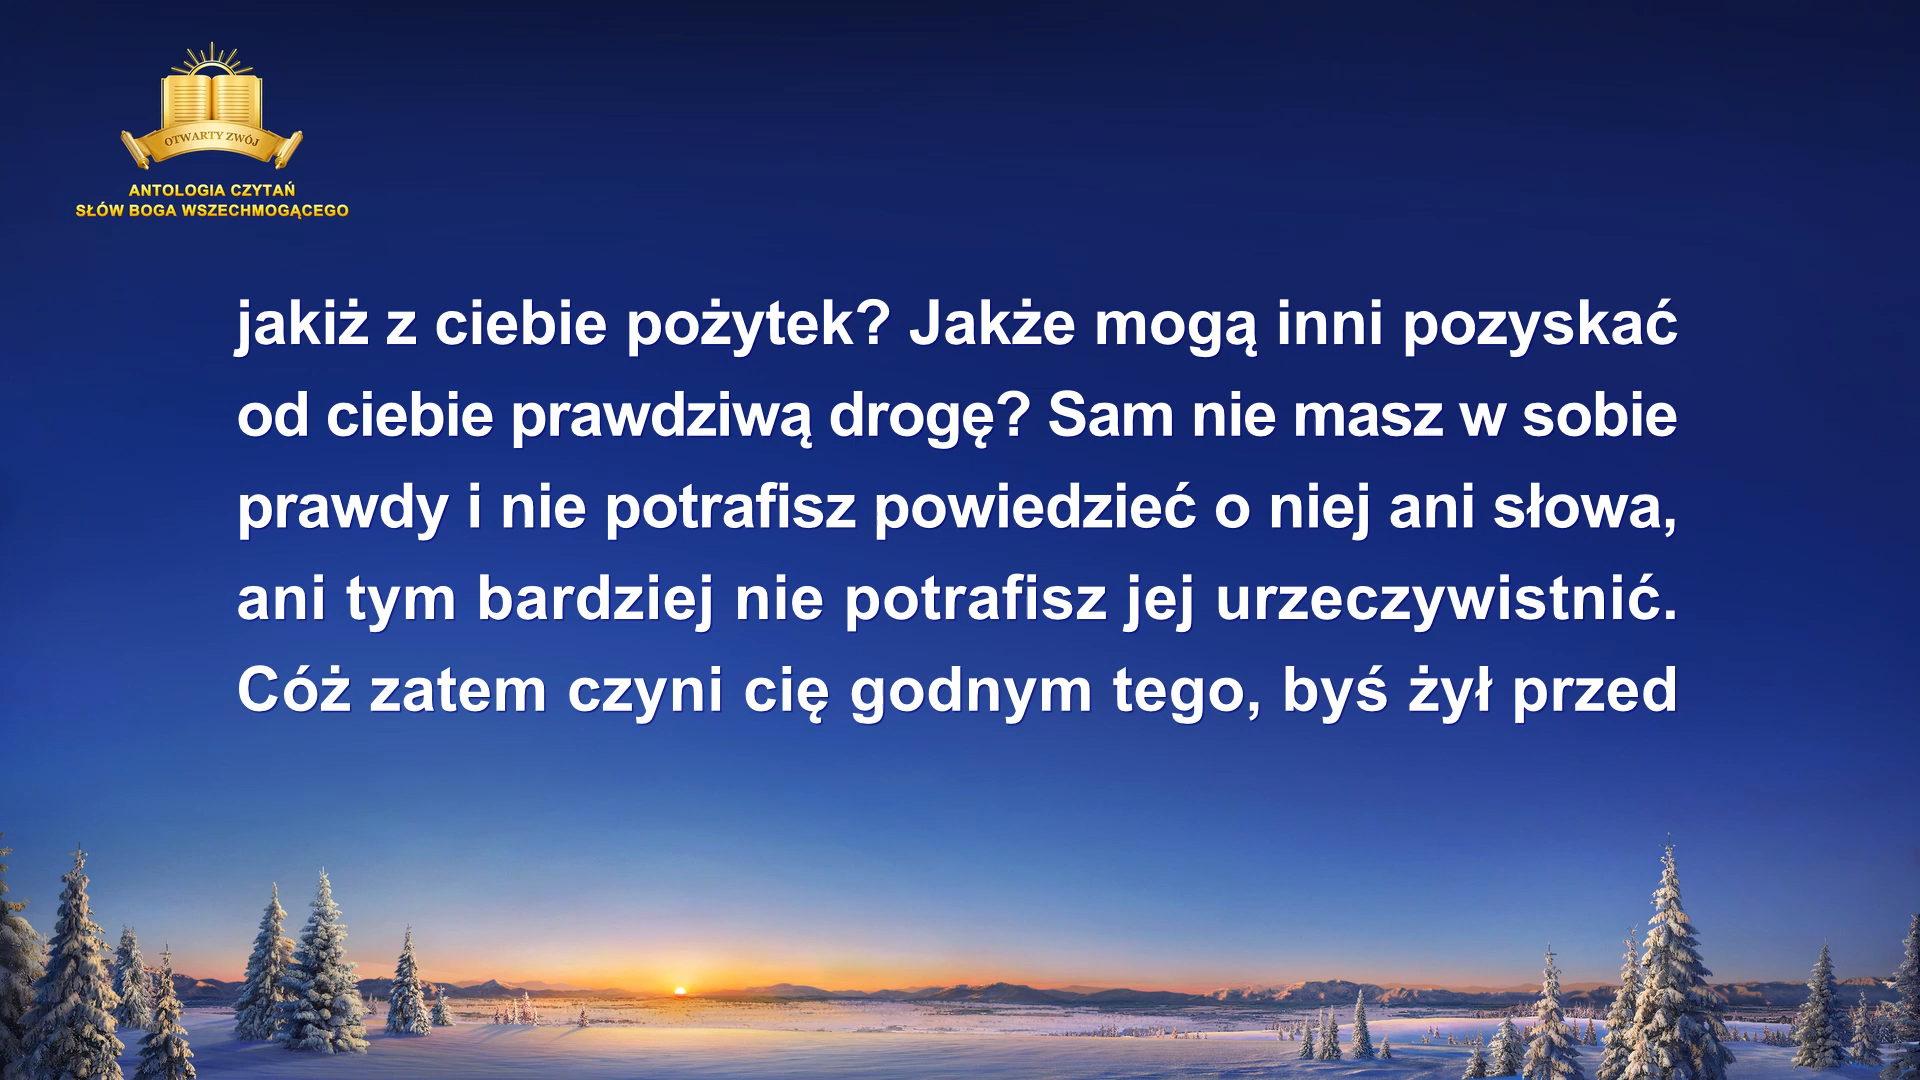 OTWARTY ZWÓJ
ANTOLOGIA CZYTAŃ
SŁÓW BOGA WSZECHMOGĄCEGO
jakiż z ciebie pożytek? Jakże mogą inni pozyskać
od ciebie prawdziwą drogę? Sam nie masz w sobie
prawdy i nie potrafisz powiedzieć o niej ani słowa,
ani tym bardziej nie potrafisz jej urzeczywistnić.
Cóż zatem czyni cię godnym tego, byś żył przed